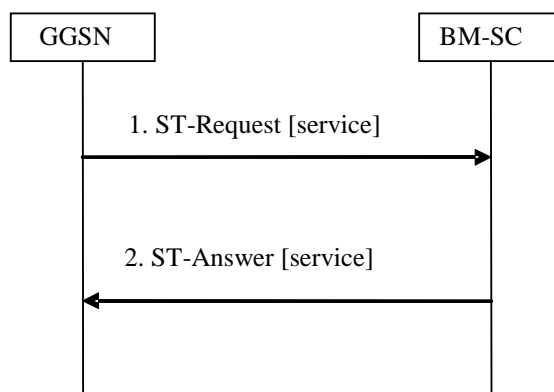 GGSN
BM-SC
1. ST-Request [service]
2. ST-Answer [service]